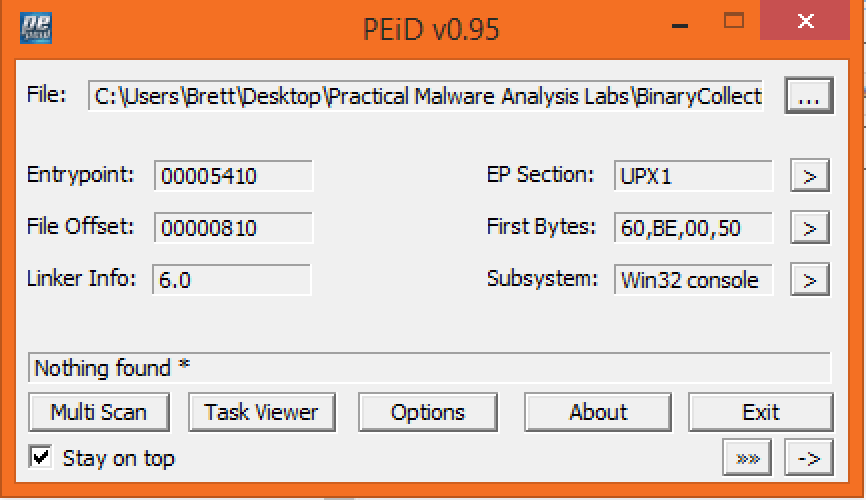 PEiD v0.95
File: C:\Users\Brett\Desktop\Practical Malware Analysis Labs\BinaryCollect ...
Entrypoint: 00005410 EP Section: UPX1 >
File Offset: 00000810 First Bytes: 60,BE,00,50 >
Linker Info: 6.0 Subsystem: Win32 console >
Nothing found *
Multi Scan Task Viewer Options About Exit
Stay on top »» ->